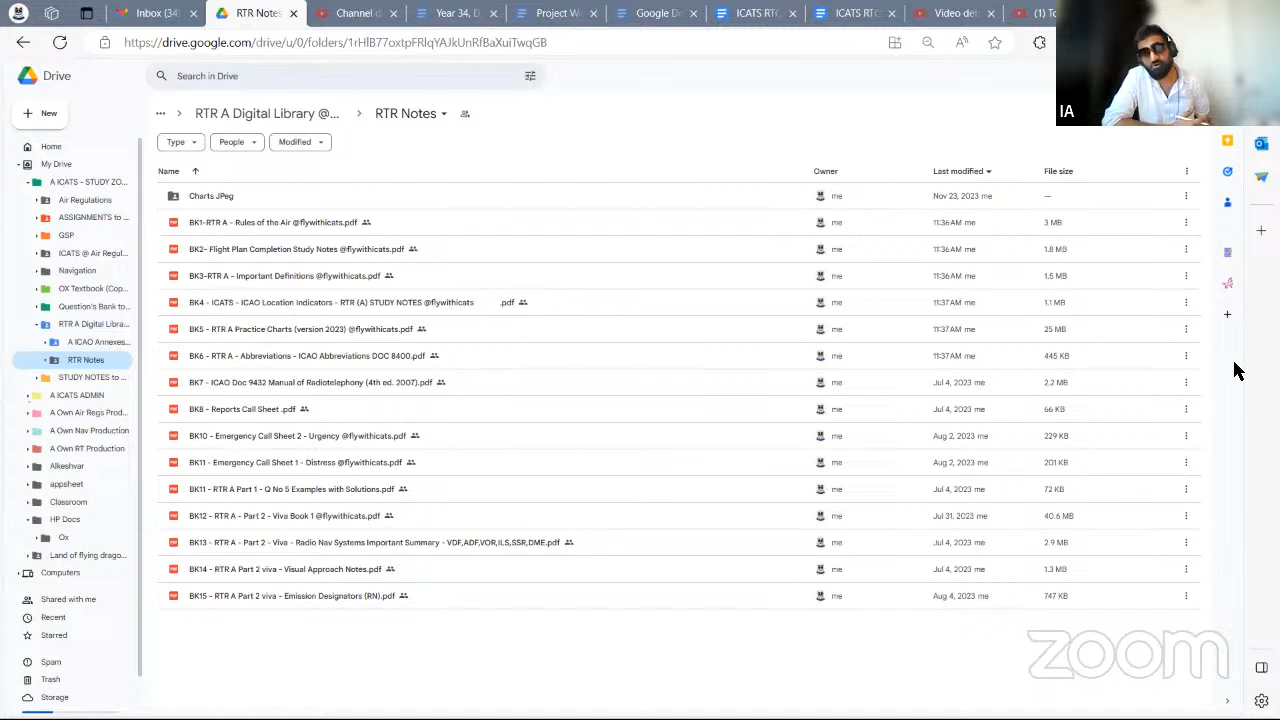 Inbox (34)
RTR Notes
Channel c
Year 34, D
Project W
Google De
ICATS RTC
ICATS RTC
Video det
(1) To
Drive
Search in Drive
New
RTR A Digital Library @...
RTR Notes
IA
Type
People
Modified
Name
Owner
Last modified
File size
Charts JPeg
me
Nov 23, 2023 me
—
BK1-RTR A - Rules of the Air @flywithicats.pdf
me
11:36 AM me
3 MB
BK2- Flight Plan Completion Study Notes @flywithicats.pdf
me
11:36 AM me
1.8 MB
BK3-RTR A - Important Definitions @flywithicats.pdf
me
11:36 AM me
1.5 MB
BK4 - ICATS - ICAO Location Indicators - RTR (A) STUDY NOTES @flywithicats .pdf
me
11:37 AM me
1.1 MB
BK5 - RTR A Practice Charts (version 2023) @flywithicats.pdf
me
11:37 AM me
25 MB
BK6 - RTR A - Abbreviations - ICAO Abbreviations DOC 8400.pdf
me
11:37 AM me
445 KB
BK7 - ICAO Doc 9432 Manual of Radiotelephony (4th ed. 2007).pdf
me
Jul 4, 2023 me
2.2 MB
BK8 - Reports Call Sheet .pdf
me
Jul 4, 2023 me
66 KB
BK10 - Emergency Call Sheet 2 - Urgency @flywithicats.pdf
me
Aug 2, 2023 me
229 KB
BK11 - Emergency Call Sheet 1 - Distress @flywithicats.pdf
me
Aug 2, 2023 me
201 KB
BK11 - RTR A Part 1 - Q No 5 Examples with Solutions.pdf
me
Jul 4, 2023 me
72 KB
BK12 - RTR A - Part 2 - Viva Book 1 @flywithicats.pdf
me
Jul 31, 2023 me
40.6 MB
BK13 - RTR A - Part 2 - Viva - Radio Nav Systems Important Summary - VDF,ADF,VOR,ILS,SSR,DME.pdf
me
Jul 4, 2023 me
2.9 MB
BK14 - RTR A Part 2 viva - Visual Approach Notes.pdf
me
Jul 4, 2023 me
1.3 MB
BK15 - RTR A Part 2 viva - Emission Designators (RN).pdf
me
Aug 4, 2023 me
747 KB
Home
My Drive
A ICATS - STUDY ZO...
Air Regulations
ASSIGNMENTS to ...
GSP
ICATS @ Air Regul...
Navigation
OX Textbook (Cop...
Question's Bank to...
RTR A Digital Libra...
A ICAO Annexes...
RTR Notes
STUDY NOTES to ...
A ICATS ADMIN
A Own Air Regs Prod...
A Own Nav Production
A Own RT Production
Alkeshvar
appsheet
Classroom
HP Docs
Ox
Land of flying drago...
Computers
Shared with me
Recent
Starred
Spam
Trash
Storage
zoom